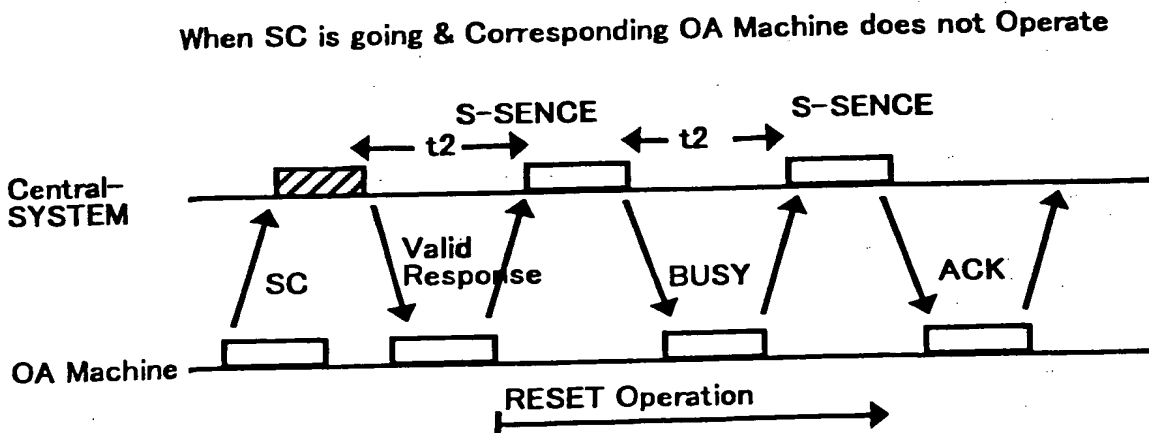 When SC is going & Corresponding OA Machine does not Operate
S-SENCE
S-SENCE
t2
t2
Central-
SYSTEM
Valid
Response
SC
BUSY
ACK
OA Machine
RESET Operation